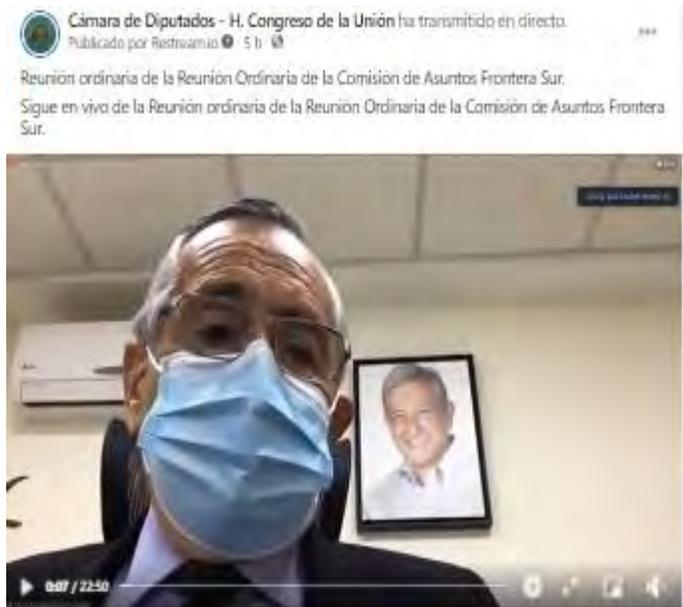 Cámara de Diputados - H. Congreso de la Unión ha transmitido en directo.
Publicado por Restream.io 5 h
Reunión ordinaria de la Reunión Ordinaria de la Comisión de Asuntos Frontera Sur.
Sigue en vivo de la Reunión ordinaria de la Reunión Ordinaria de la Comisión de Asuntos Frontera
Sur.
0:07 / 22:50